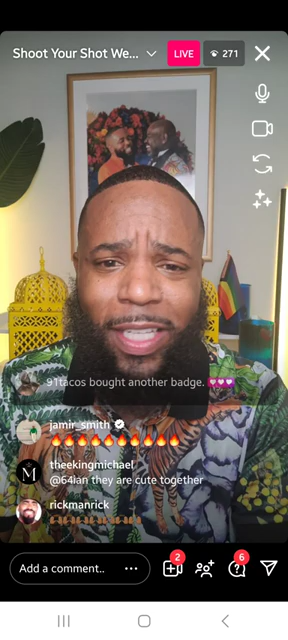 Shoot Your Shot We...
LIVE
271
91tacos bought another badge. 💜💜💜
jamir_smith
🔥🔥🔥🔥🔥🔥🔥🔥🔥🔥
M
theekingmichael
@64ian they are cute together
rickmanrick
Add a comment..
2
6